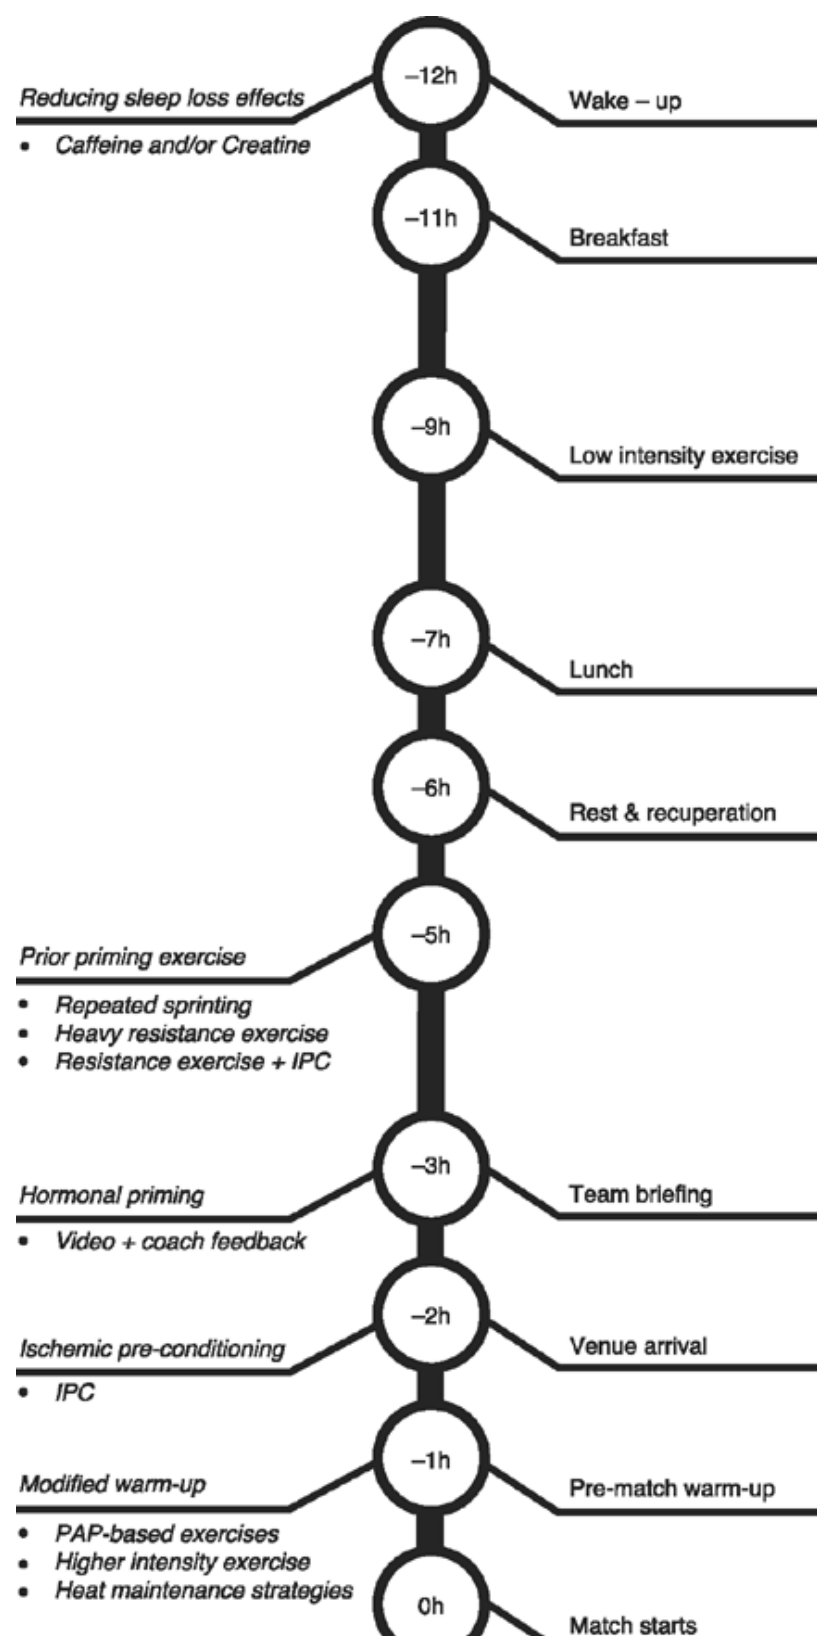 –12h
Reducing sleep loss effects
Wake – up
• Caffeine and/or Creatine
–11h
Breakfast
–9h
Low intensity exercise
–7h
Lunch
–6h
Rest & recuperation
–5h
Prior priming exercise
• Repeated sprinting
• Heavy resistance exercise
• Resistance exercise + IPC
–3h
Hormonal priming
Team briefing
• Video + coach feedback
–2h
Ischemic pre-conditioning
Venue arrival
• IPC
–1h
Modified warm-up
Pre-match warm-up
• PAP-based exercises
• Higher intensity exercise
• Heat maintenance strategies
0h
Match starts